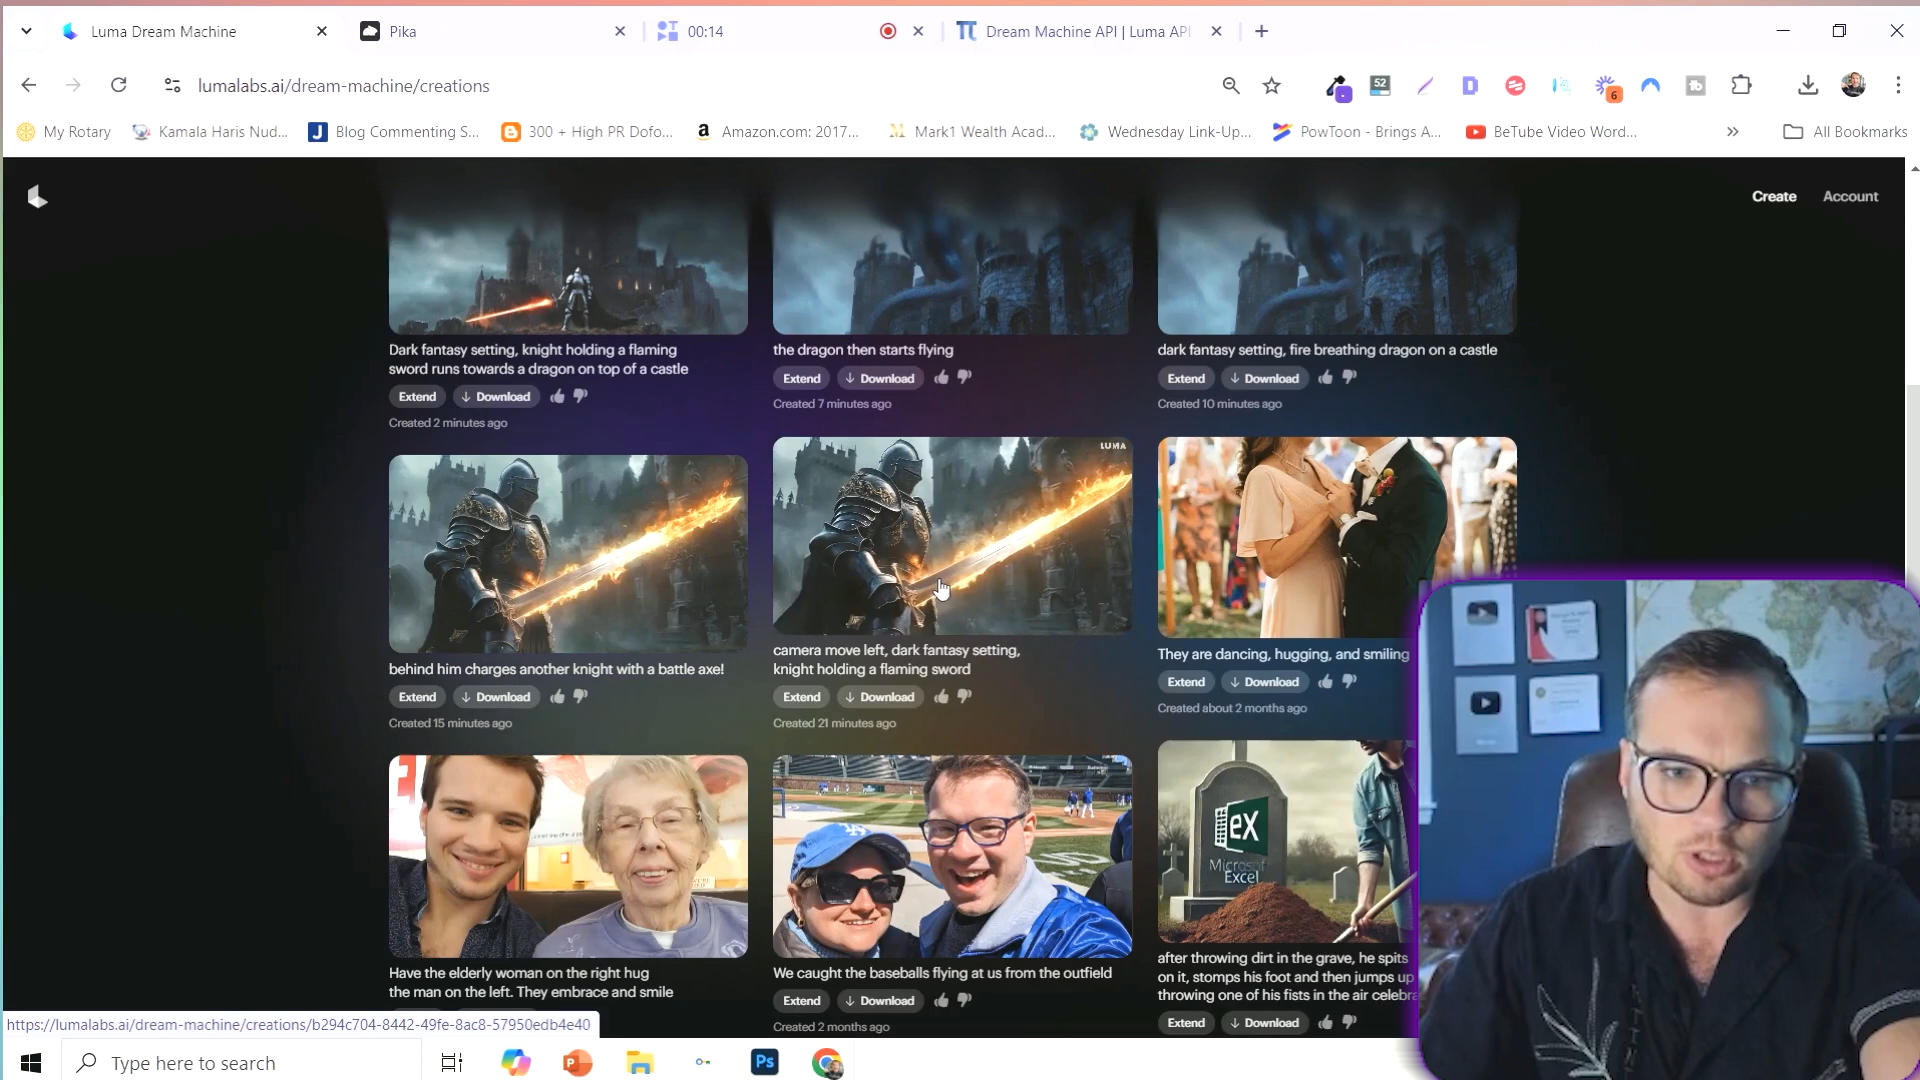 Luma Dream Machine
Pika
00:14
Dream Machine API | Luma API
lumalabs.ai/dream-machine/creations
52
6
My Rotary
Kamala Haris Nud...
Blog Commenting S...
300 + High PR Dofo...
Amazon.com: 2017...
Mark1 Wealth Acad...
Wednesday Link-Up...
PowToon - Brings A...
BeTube Video Word...
All Bookmarks
Create
Account
Dark fantasy setting, knight holding a flaming
sword runs towards a dragon on top of a castle
Extend
Download
Created 2 minutes ago
the dragon then starts flying
Extend
Download
Created 7 minutes ago
dark fantasy setting, fire breathing dragon on a castle
Extend
Download
Created 10 minutes ago
behind him charges another knight with a battle axe!
Extend
Download
Created 15 minutes ago
LUMA
camera move left, dark fantasy setting,
knight holding a flaming sword
Extend
Download
Created 21 minutes ago
They are dancing, hugging, and smiling
Extend
Download
Created about 2 months ago
Have the elderly woman on the right hug
the man on the left. They embrace and smile
We caught the baseballs flying at us from the outfield
Extend
Download
Created 2 months ago
eX
Microsof
Excel
after throwing dirt in the grave, he spits
on it, stomps his foot and then jumps up
throwing one of his fists in the air celebra
Extend
Download
https://lumalabs.ai/dream-machine/creations/b294c704-8442-49fe-8ac8-57950edb4e40
Type here to search
Ps